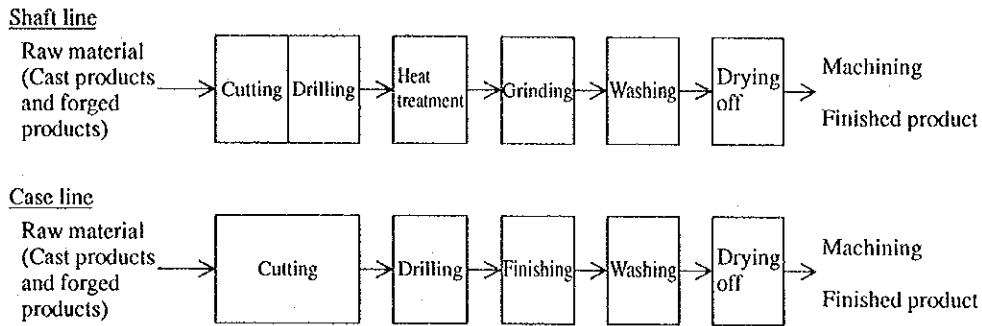 Shaft line
Raw material
(Cast products
and forged
products)
Cutting
Drilling
Heat
treatment
Grinding
Washing
Drying
off
Machining
Finished product
Case line
Raw material
(Cast products
and forged
products)
Cutting
Drilling
Finishing
Washing
Drying
off
Machining
Finished product